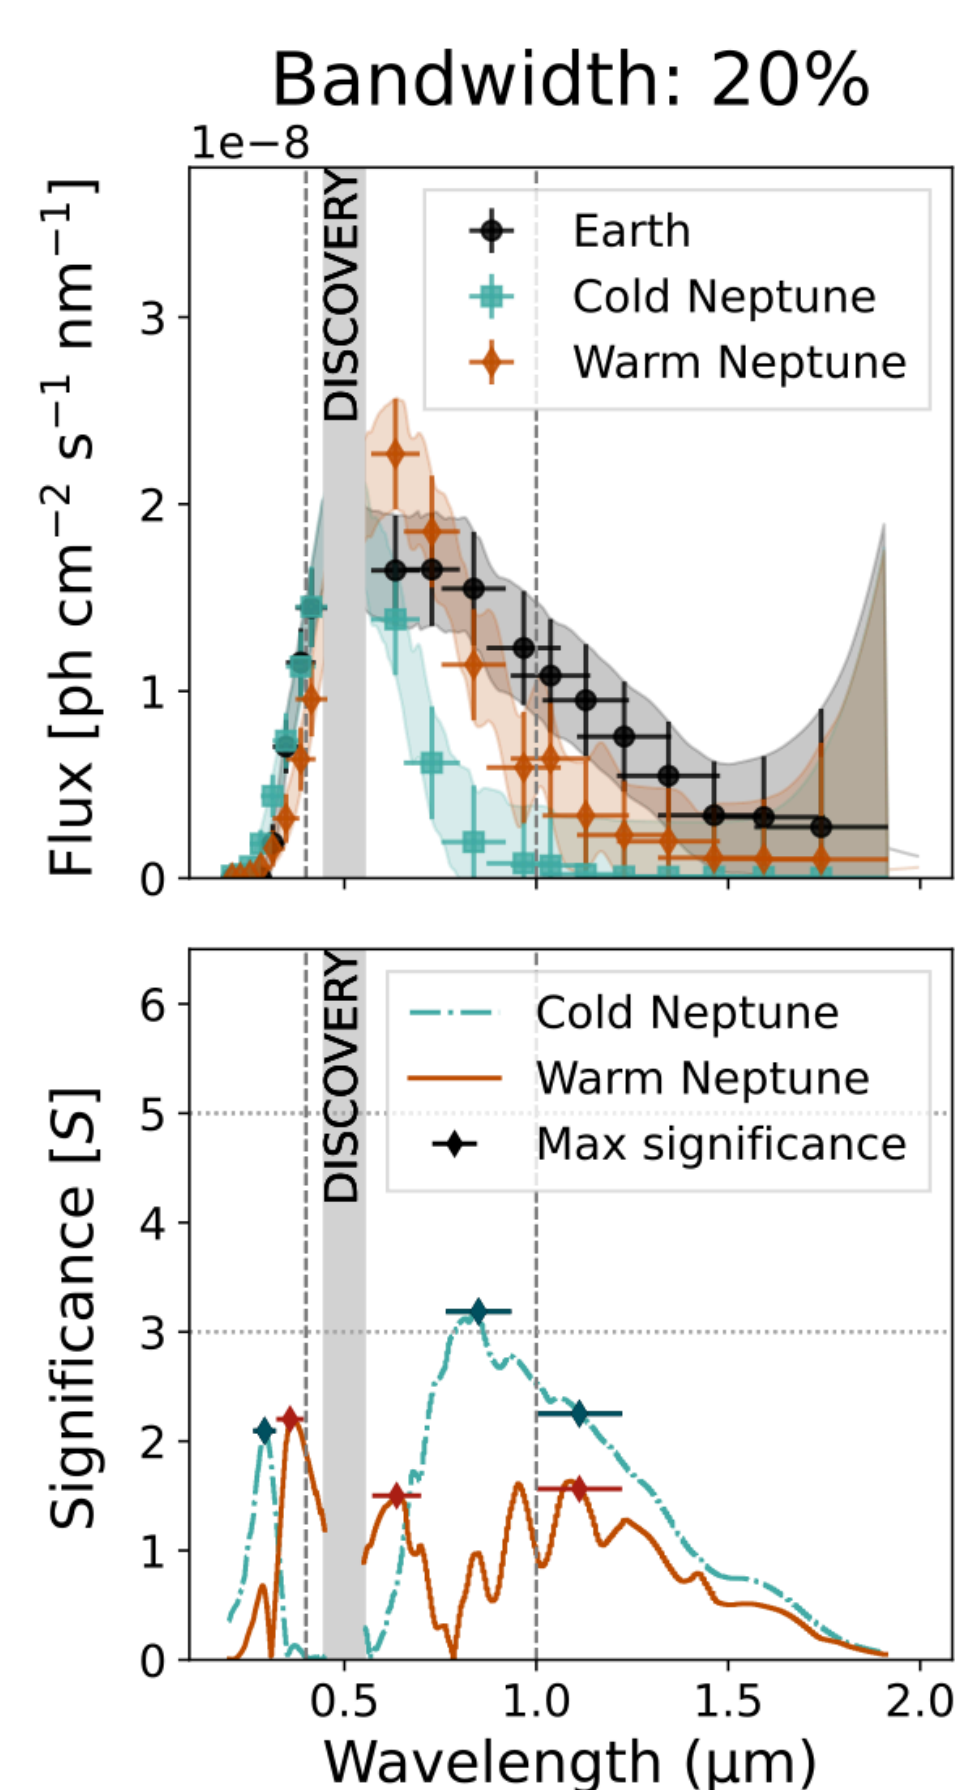 Bandwidth: 20%
1e−8
Flux [ph cm⁻² s⁻¹ nm⁻¹]
3
2
1
0
DISCOVERY
Earth
Cold Neptune
Warm Neptune
Significance [S]
6
5
4
3
2
1
0
DISCOVERY
Cold Neptune
Warm Neptune
Max significance
0.5 1.0 1.5 2.0
Wavelength (μm)